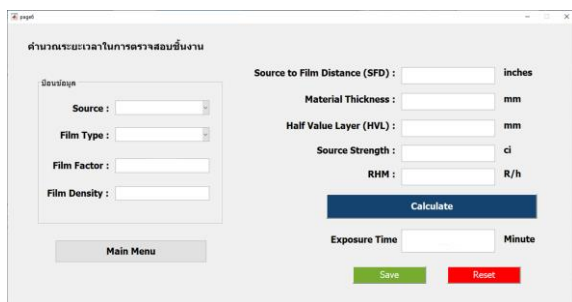 page6
คำนวณระยะเวลาในการตรวจสอบชิ้นงาน
ป้อนข้อมูล
Source :
Film Type :
Film Factor :
Film Density :
Main Menu
Source to Film Distance (SFD) : inches
Material Thickness : mm
Half Value Layer (HVL) : mm
Source Strength : ci
RHM : R/h
Calculate
Exposure Time Minute
Save Reset